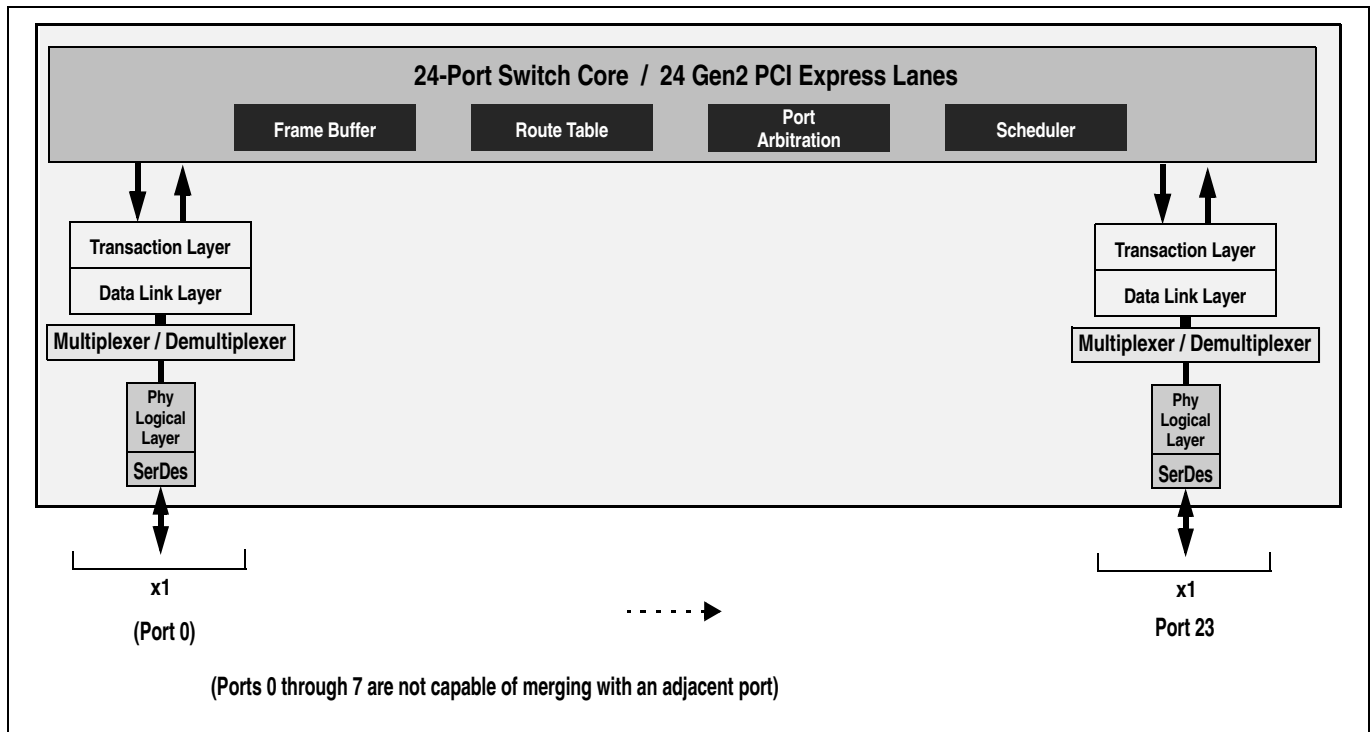 24-Port Switch Core / 24 Gen2 PCI Express Lanes
Frame Buffer
Route Table
Port
Arbitration
Scheduler
Transaction Layer
Data Link Layer
Multiplexer / Demultiplexer
Phy
Logical
Layer
SerDes
x1
(Port 0)
Transaction Layer
Data Link Layer
Multiplexer / Demultiplexer
Phy
Logical
Layer
SerDes
x1
Port 23
(Ports 0 through 7 are not capable of merging with an adjacent port)